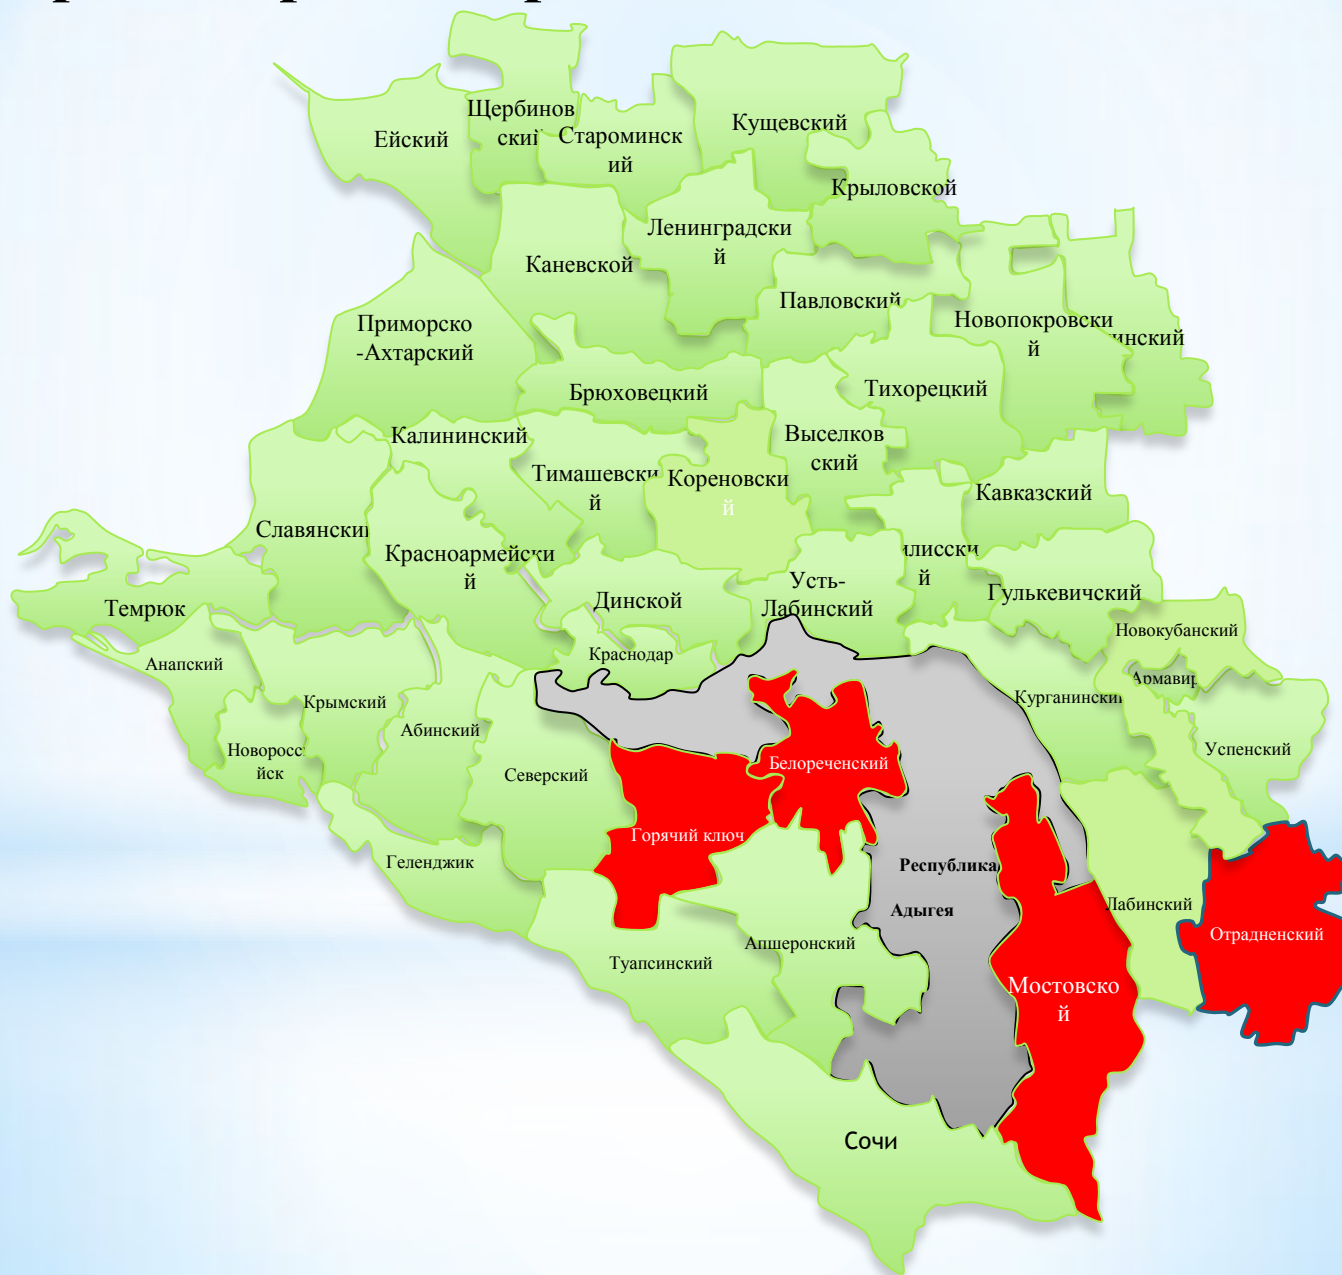 Щербинов
ский
Ейский
Староминск
ий
Кущевский
Крыловской
Ленинградски
й
Каневской
Павловский
Приморско
-Ахтарский
Новопокровски
й
инский
Брюховецкий
Тихорецкий
Калининский
Выселков
ский
Тимашевски
й
Кореновски
й
Кавказский
Славянский
Красноармейски
й
илисски
й
Усть-
Лабинский
Гулькевичский
Темрюк
Динской
Новокубанский
Анапский
Краснодар
Армавир
Крымский
Курганинский
Абинский
Новоросс
ийск
Северский
Белореченский
Успенский
Горячий ключ
Геленджик
Республика
Адыгея
Лабинский
Отрадненский
Туапсинский
Апшеронский
Мостовско
й
Сочи